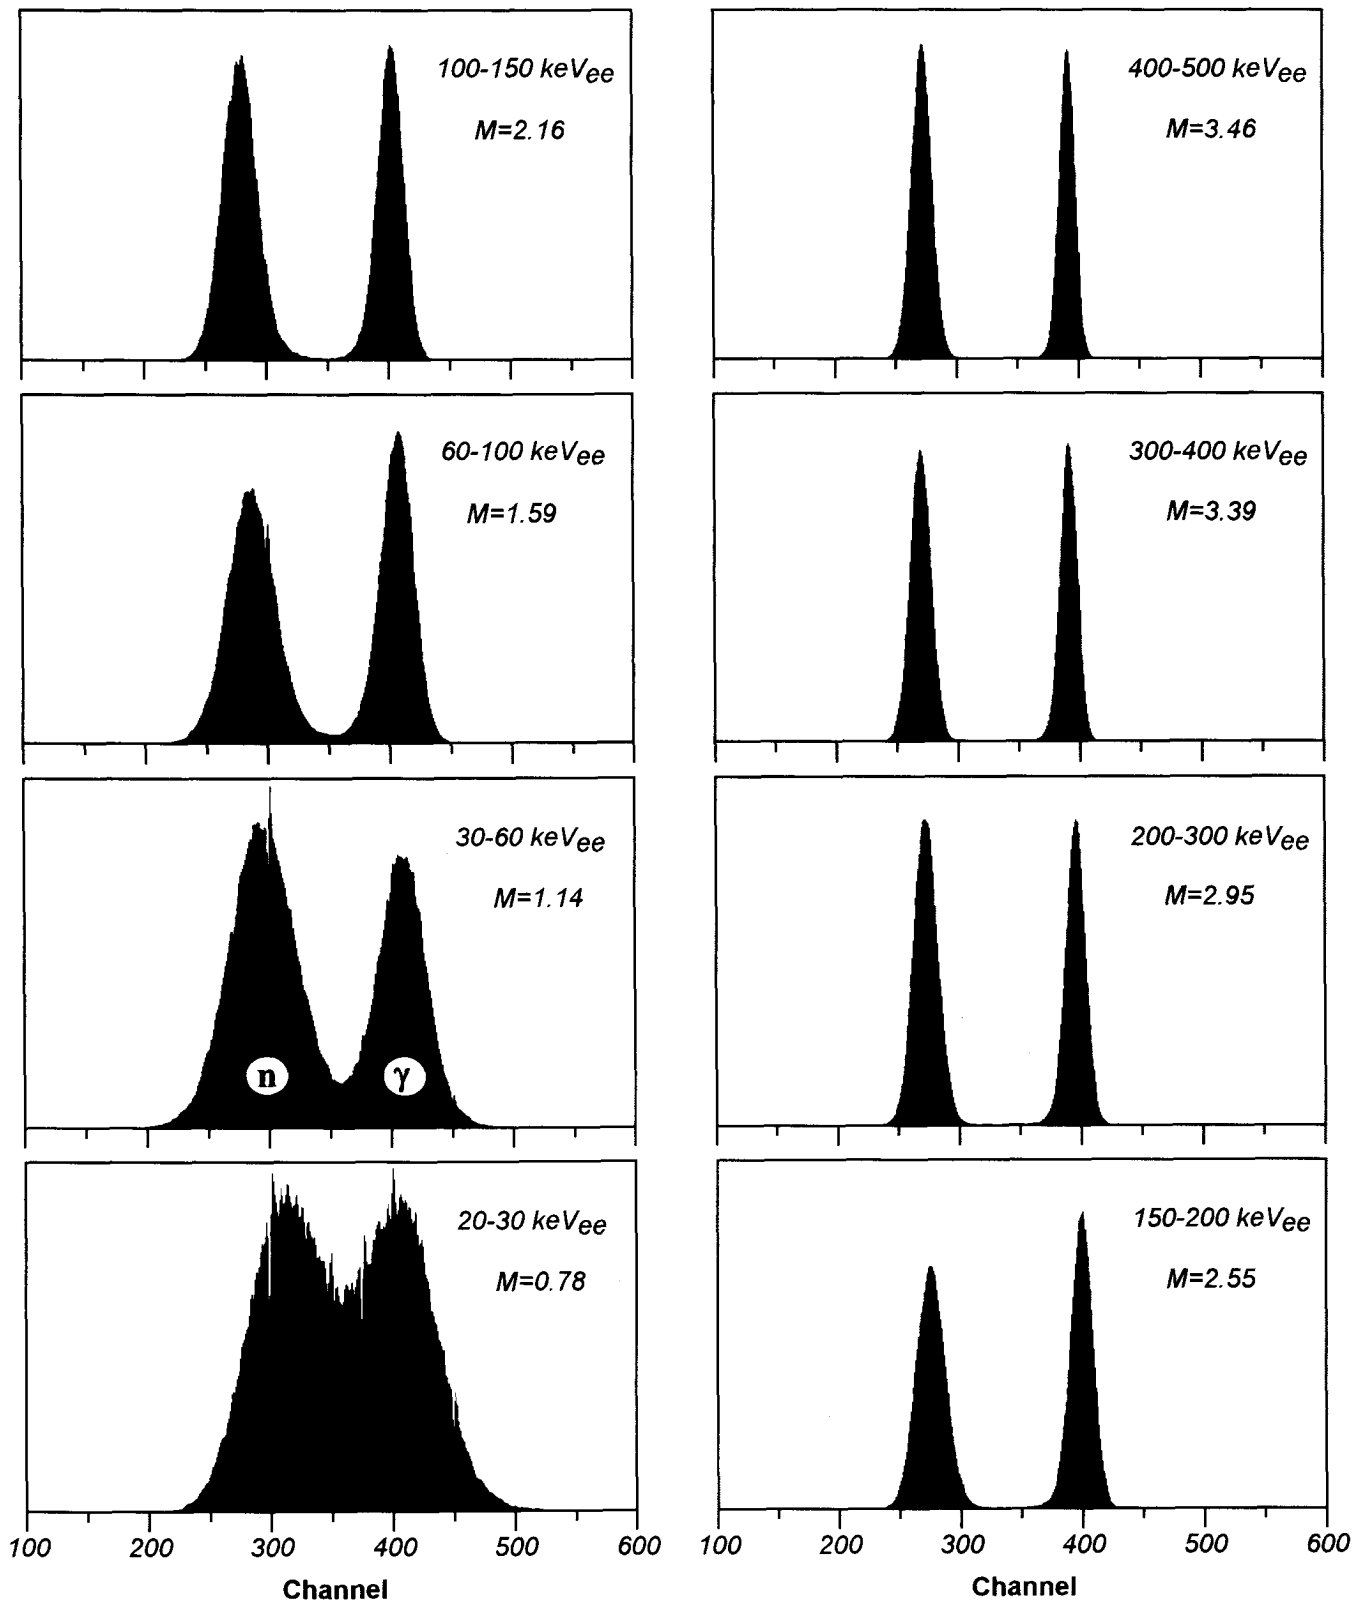 100-150 keVee
M=2.16
60-100 keVee
M=1.59
30-60 keVee
M=1.14
n
γ
20-30 keVee
M=0.78
100 200 300 400 500 600
Channel
400-500 keVee
M=3.46
300-400 keVee
M=3.39
200-300 keVee
M=2.95
150-200 keVee
M=2.55
100 200 300 400 500 600
Channel